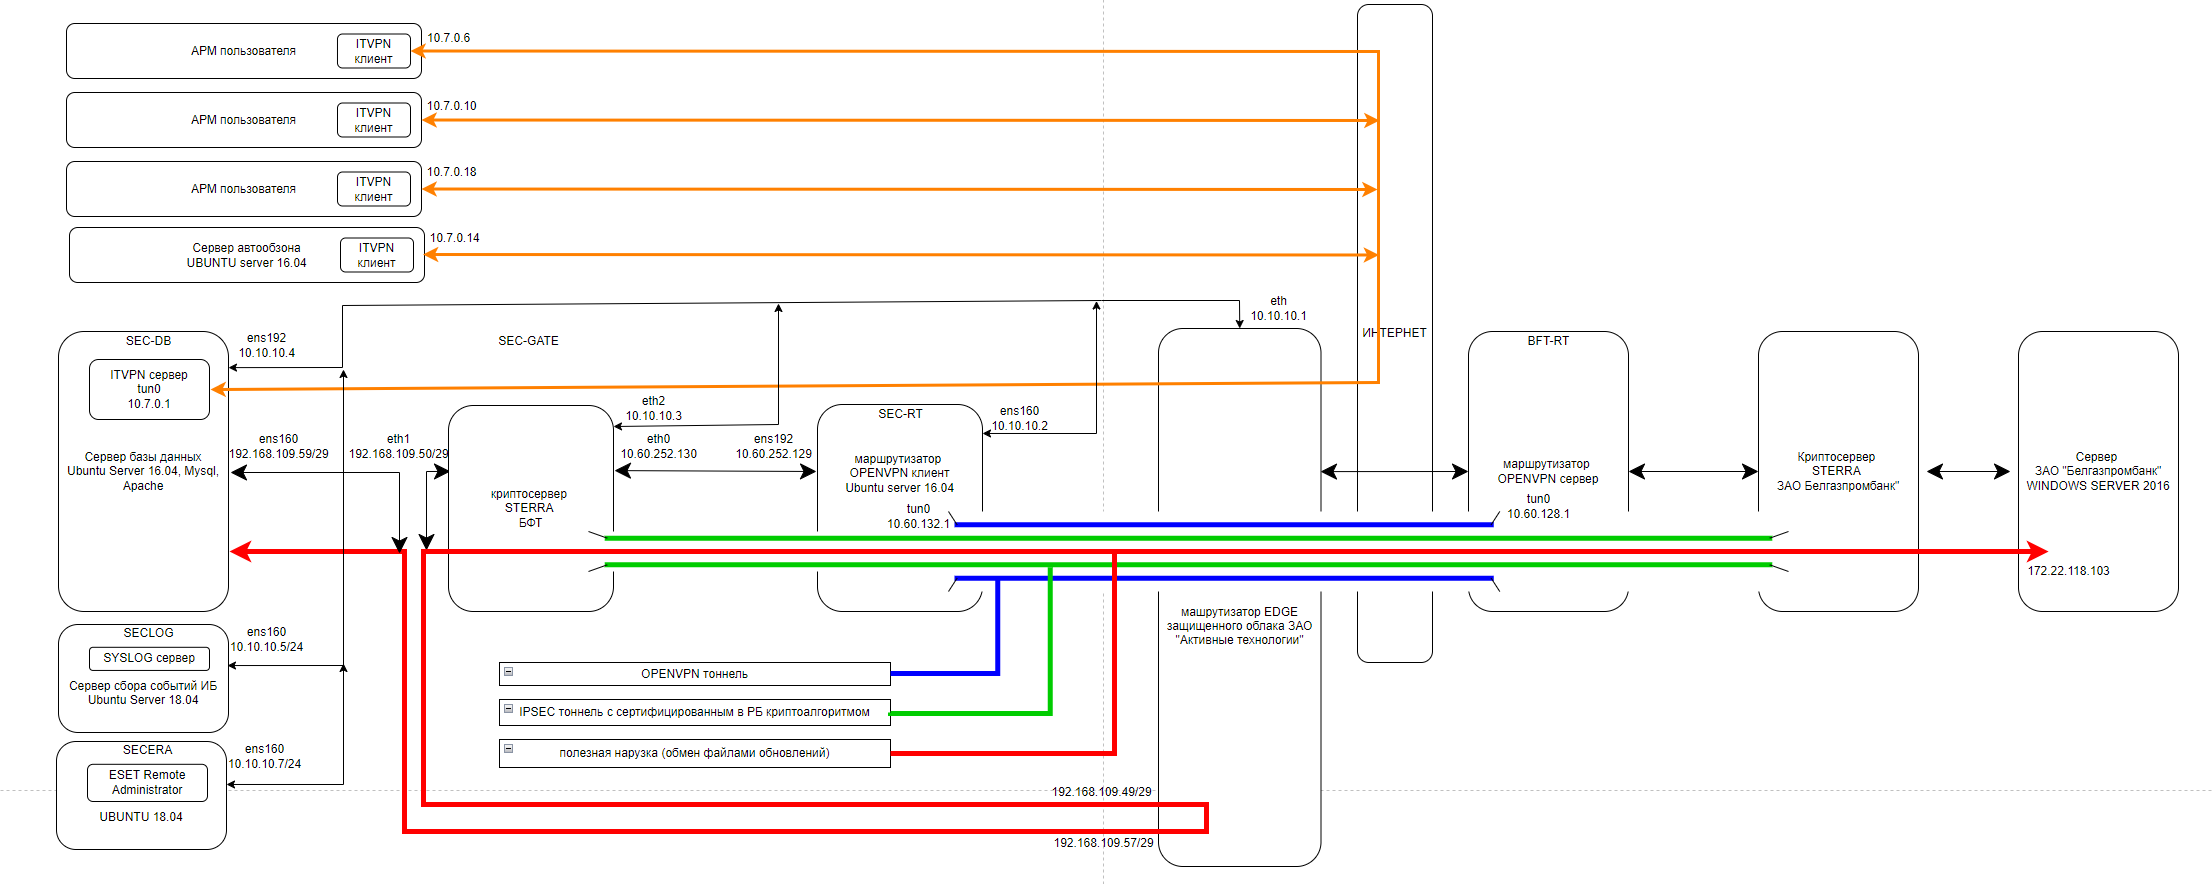 АРМ пользователя
ITVPN
клиент
10.7.0.6
АРМ пользователя
ITVPN
клиент
10.7.0.10
АРМ пользователя
ITVPN
клиент
10.7.0.18
Сервер автообзона
UBUNTU server 16.04
ITVPN
клиент
10.7.0.14
SEC-DB
ITVPN сервер
tun0
10.7.0.1
Сервер базы данных
Ubuntu Server 16.04, Mysql,
Apache
ens192
10.10.10.4
ens160
192.168.109.59/29
SEC-GATE
eth1
192.168.109.50/29
криптосервер
STERRA
БФТ
eth2
10.10.10.3
eth0
10.60.252.130
ens192
10.60.252.129
SEC-RT
маршрутизатор
OPENVPN клиент
Ubuntu server 16.04
tun0
10.60.132.1
ens160
10.10.10.2
eth
10.10.10.1
машрутизатор EDGE
защищенного облака ЗАО
"Активные технологии"
ИНТЕРНЕТ
BFT-RT
маршрутизатор
OPENVPN сервер
tun0
10.60.128.1
Криптосервер
STERRA
ЗАО Белгазпромбанк"
Сервер
ЗАО "Белгазпромбанк"
WINDOWS SERVER 2016
172.22.118.103
SECLOG
SYSLOG сервер
Сервер сбора событий ИБ
Ubuntu Server 18.04
ens160
10.10.10.5/24
SECERA
ESET Remote
Administrator
UBUNTU 18.04
ens160
10.10.10.7/24
OPENVPN тоннель
IPSEC тоннель с сертифицированным в РБ криптоалгоритмом
полезная нарузка (обмен файлами обновлений)
192.168.109.49/29
192.168.109.57/29